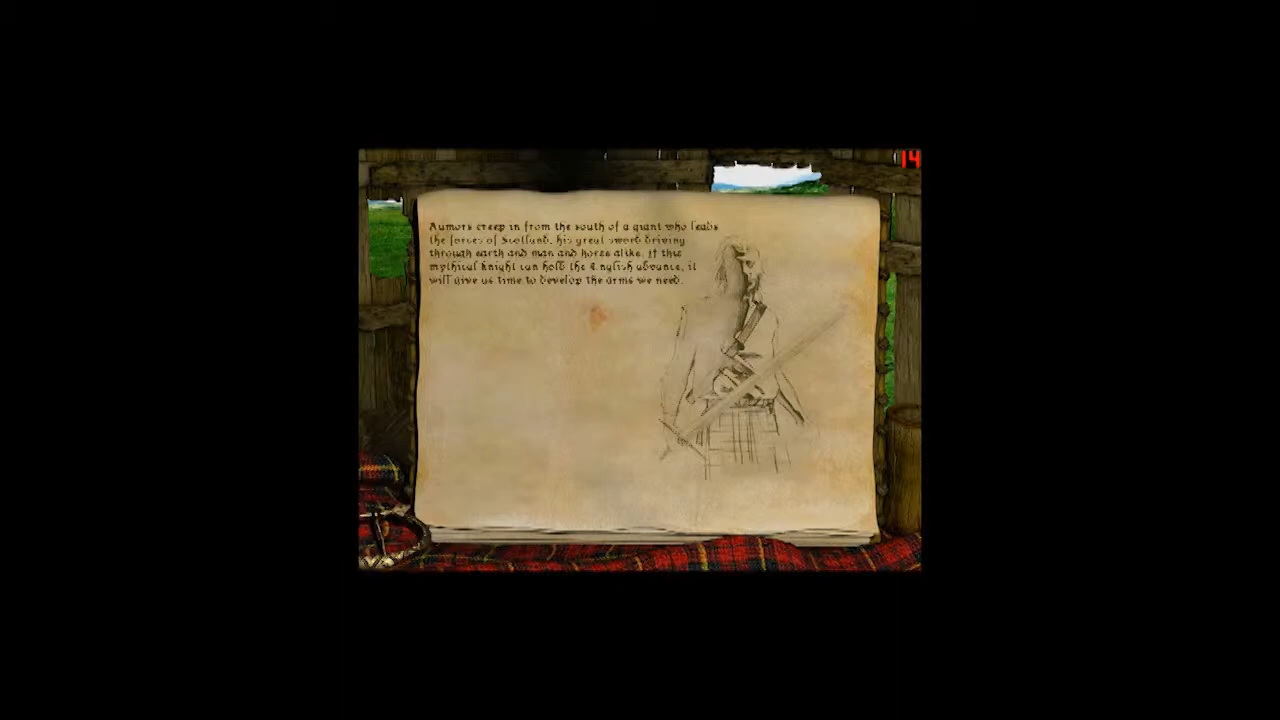 Rumors creep in from the south of a giant who leads
the forces of Scotland, his great sword driving
through earth and man and horse alike. If this
mythical knight can hold the English advance, it
will give us time to develop the arms we need.
14